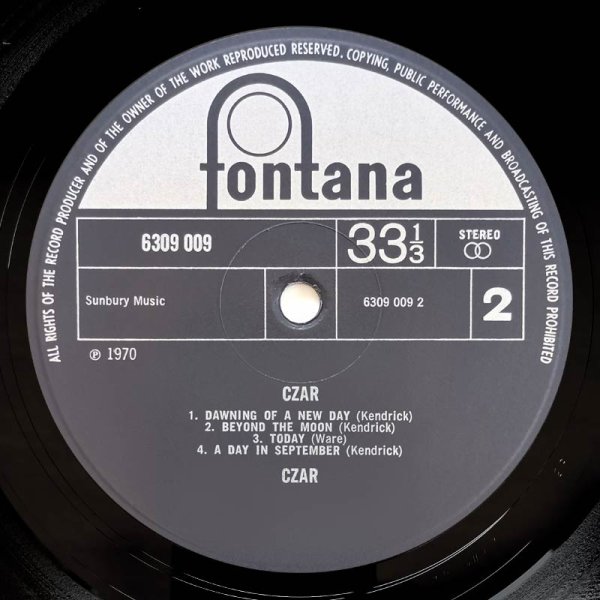 ALL RIGHTS OF THE RECORD PRODUCER AND OF THE OWNER OF THE WORK REPRODUCED RESERVED. COPYING, PUBLIC PERFORMANCE AND BROADCASTING OF THIS RECORD PROHIBITED
fontana
6309 009
33 1/3
STEREO
Sunbury Music
6309 009 2
2
℗ 1970
CZAR
1. DAWNING OF A NEW DAY (Kendrick)
2. BEYOND THE MOON (Kendrick)
3. TODAY (Ware)
4. A DAY IN SEPTEMBER (Kendrick)
CZAR